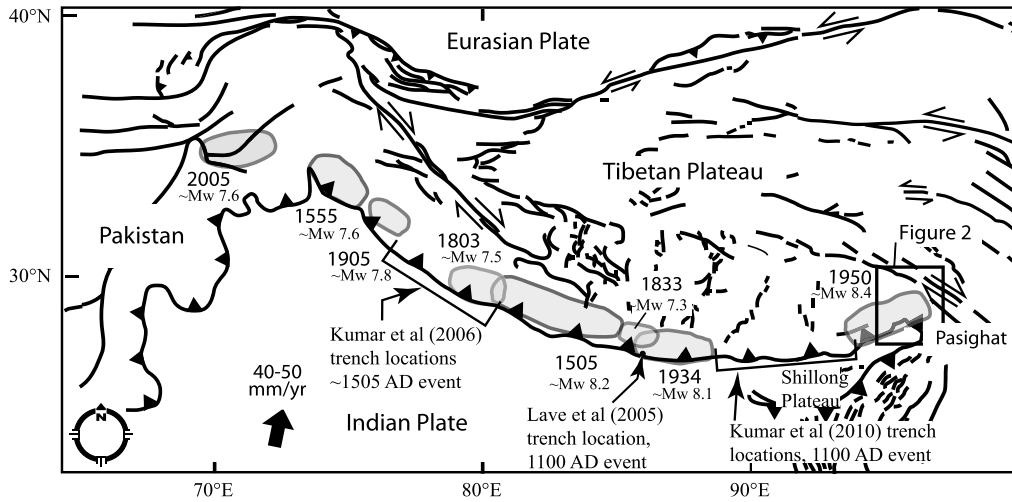 40°N
Eurasian Plate
Tibetan Plateau
2005
~Mw 7.6
Figure 2
Pakistan
1555
~Mw 7.6
1803
~Mw 7.5
1905
~Mw 7.8
30°N
1833
~Mw 7.3
1950
~Mw 8.4
Pasighat
Kumar et al (2006)
trench locations
~1505 AD event
40-50
mm/yr
1505
~Mw 8.2
1934
~Mw 8.1
Shillong
Plateau
Indian Plate
Lave et al (2005)
trench location,
1100 AD event
Kumar et al (2010) trench
locations, 1100 AD event
N
70°E
80°E
90°E